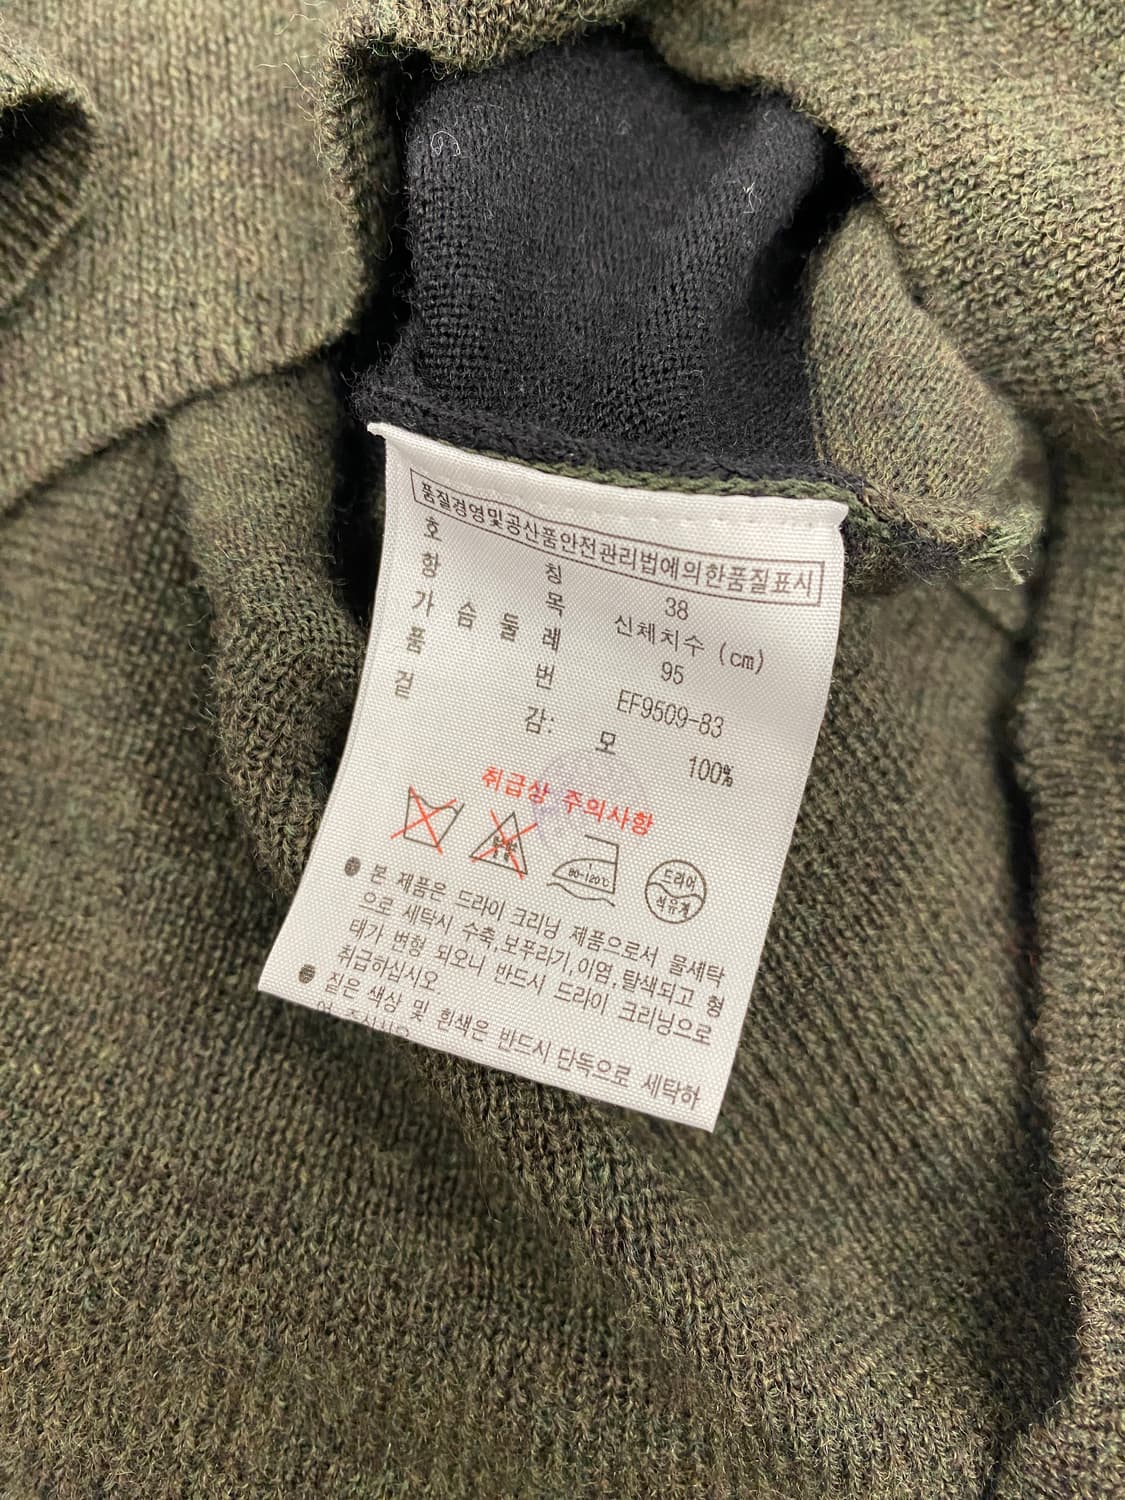 품질경영및공산품안전관리법에의한품질표시
호 칭 38
항 목 신체치수 (cm)
가 슴 둘 레 95
품 번 EF9509-83
겉 감: 모 100%
취급상 주의사항
80-120℃
드라이
석유계
● 본 제품은 드라이 크리닝 제품으로서 물세탁
으로 세탁시 수축,보푸라기,이염,탈색되고 형
태가 변형 되오니 반드시 드라이 크리닝으로
취급하십시오.
● 짙은 색상 및 흰색은 반드시 단독으로 세탁하
여 주십시오